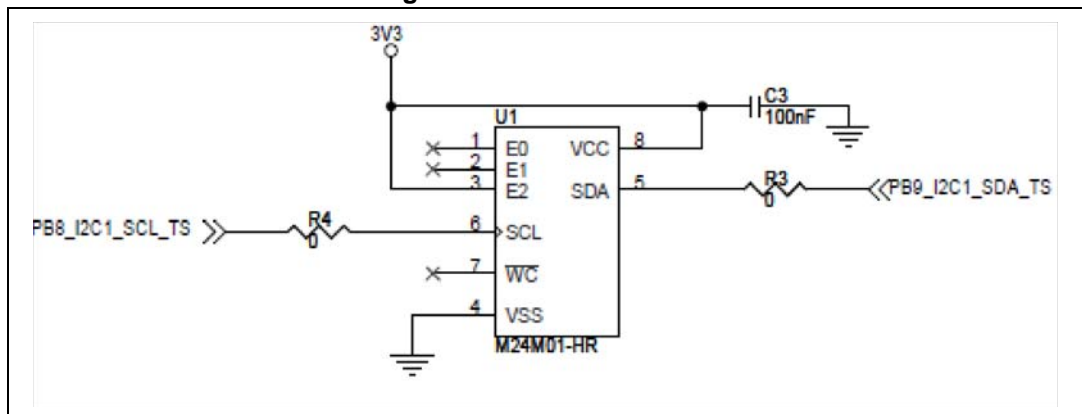 3V3
C3
100nF
U1
1 E0 VCC 8
2 E1
3 E2 SDA 5
R3
0
PB9_I2C1_SDA_TS
PB8_I2C1_SCL_TS
R4
0
6 SCL
7 WC
4 VSS
M24M01-HR